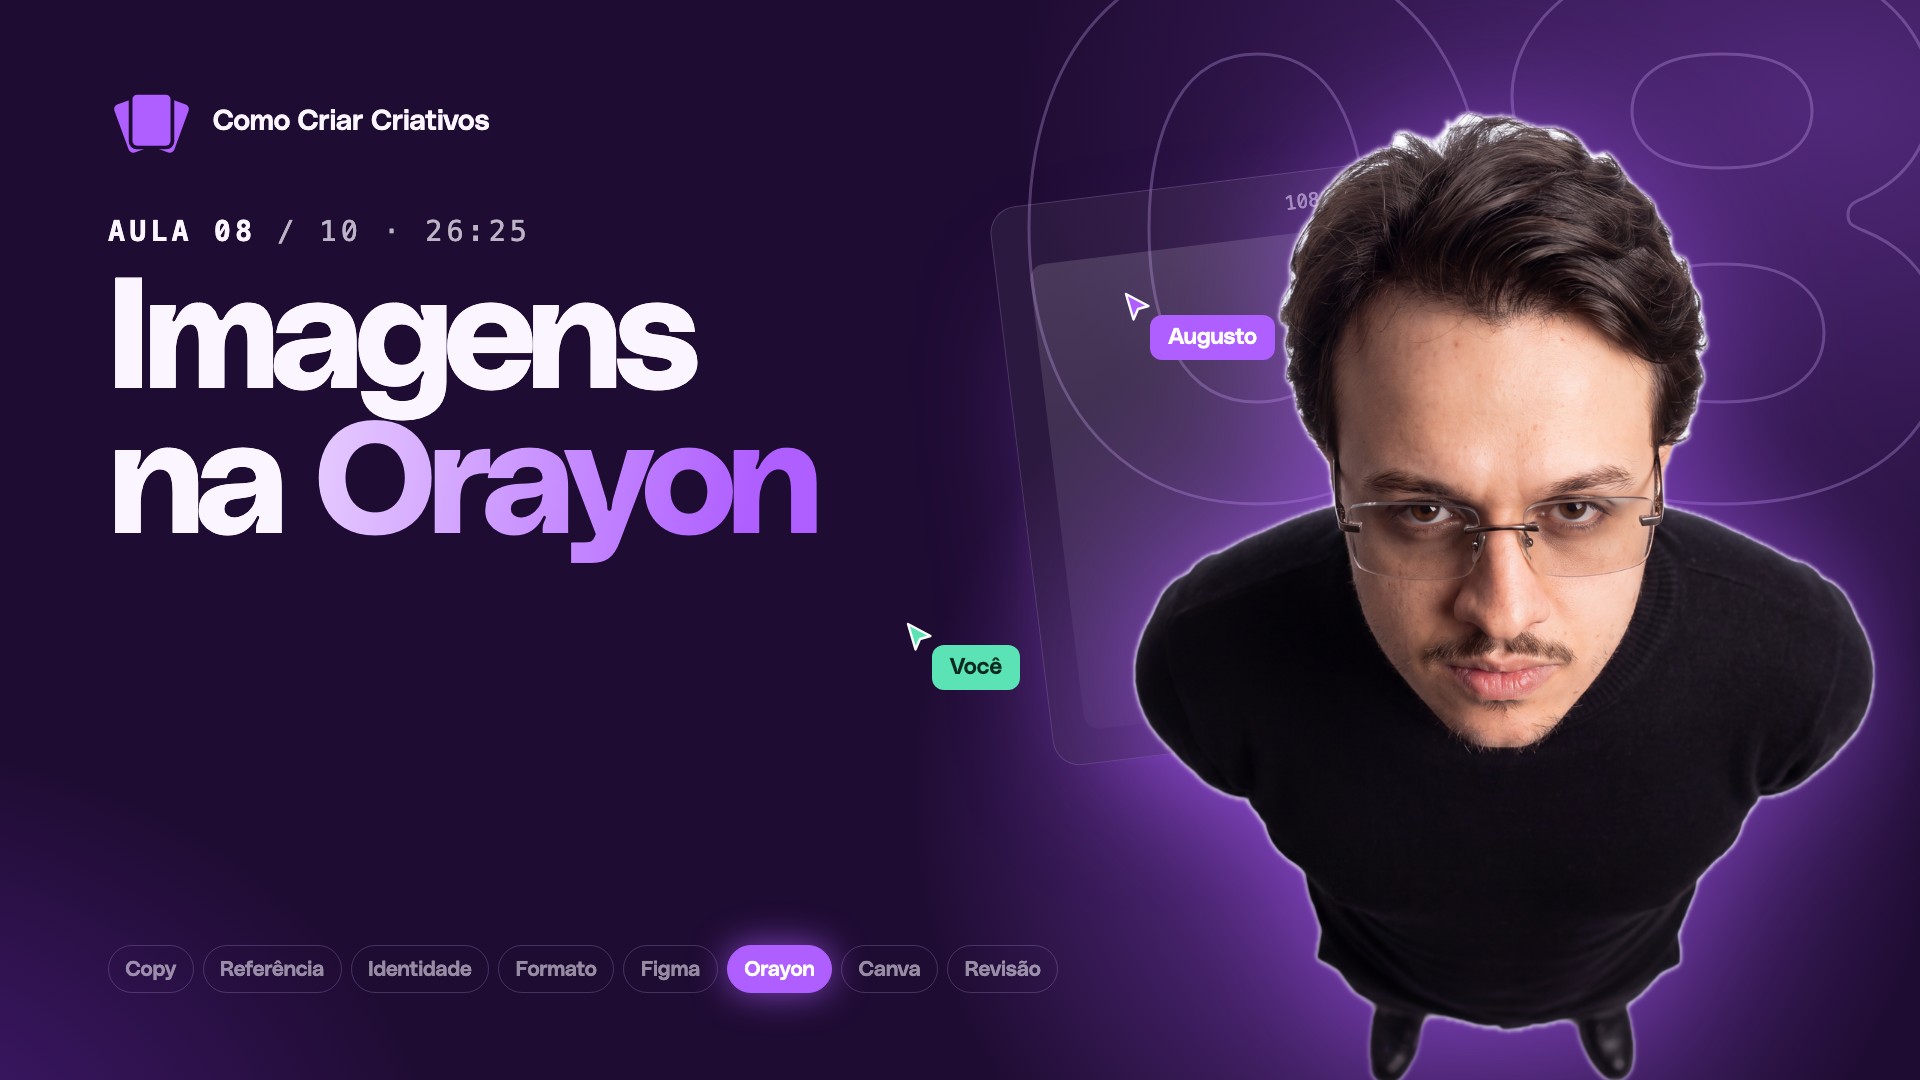 Como Criar Criativos
AULA 08 / 10 · 26:25
Imagens
na Orayon
108
Augusto
Você
Copy
Referência
Identidade
Formato
Figma
Orayon
Canva
Revisão